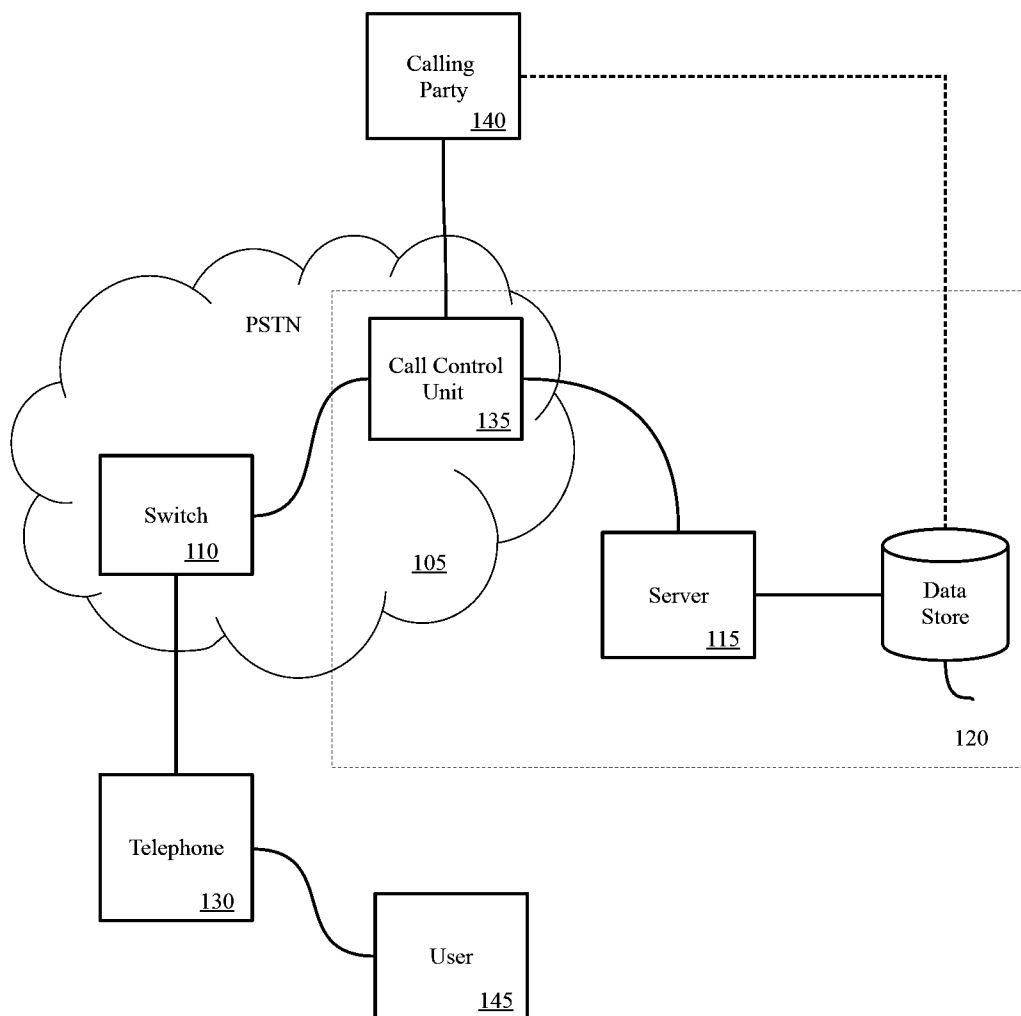 Calling
Party
140
PSTN
Call Control
Unit
135
Switch
110
105
Server
115
Data
Store
120
Telephone
130
User
145